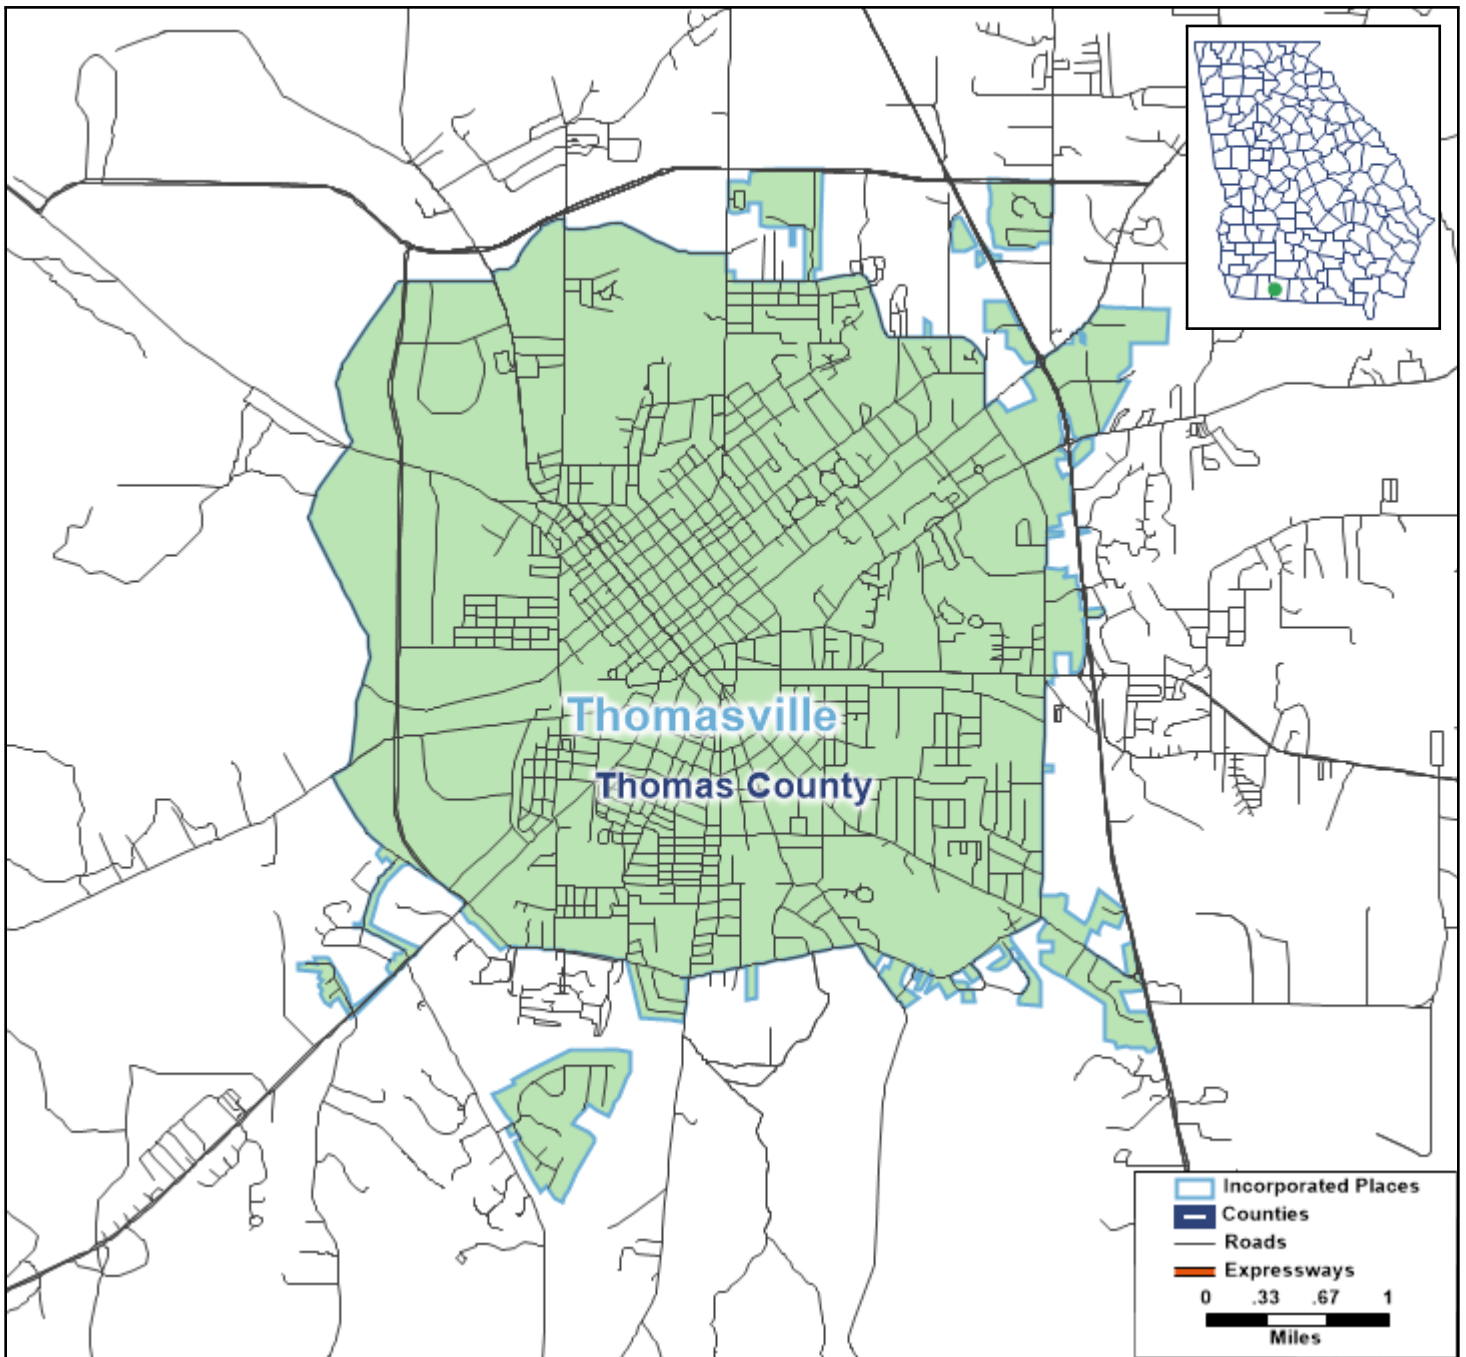 Thomasville
Thomas County
Incorporated Places
Counties
Roads
Expressways
0 .33 .67 1
Miles